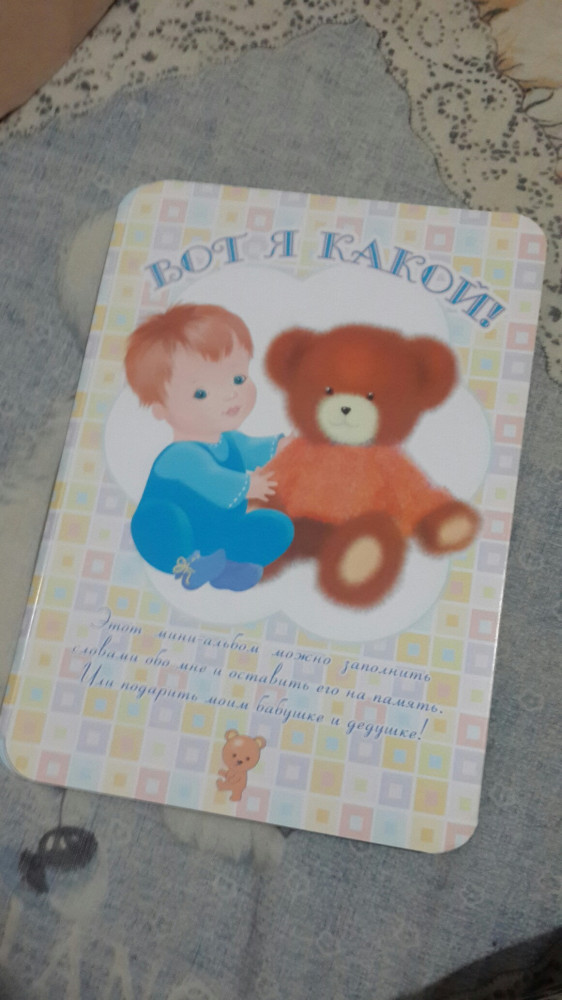 ВОТ Я КАКОЙ!
Этот мини-альбом можно заполнить
словами обо мне и оставить его на память.
Или подарить моим бабушке и дедушке!